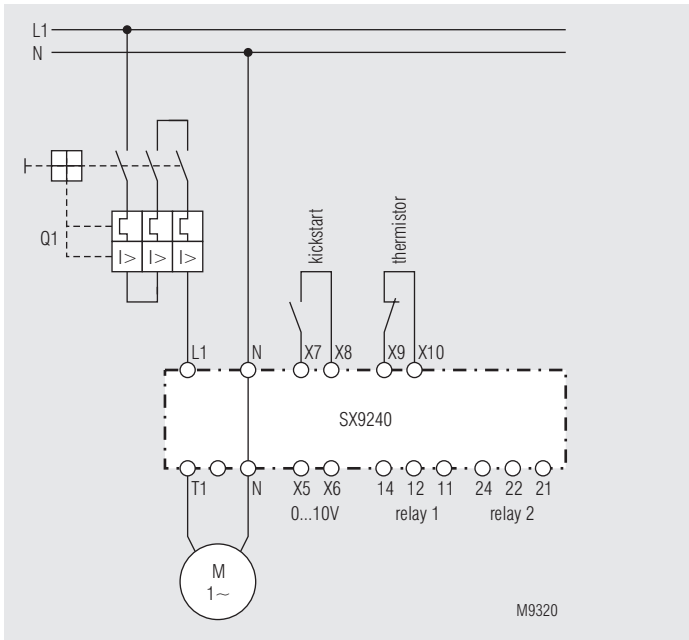 L1
N
Q1
I> I> I>
kickstart
thermistor
L1 N X7 X8 X9 X10
SX9240
T1 N X5 X6 14 12 11 24 22 21
0...10V relay 1 relay 2
M
1~
M9320